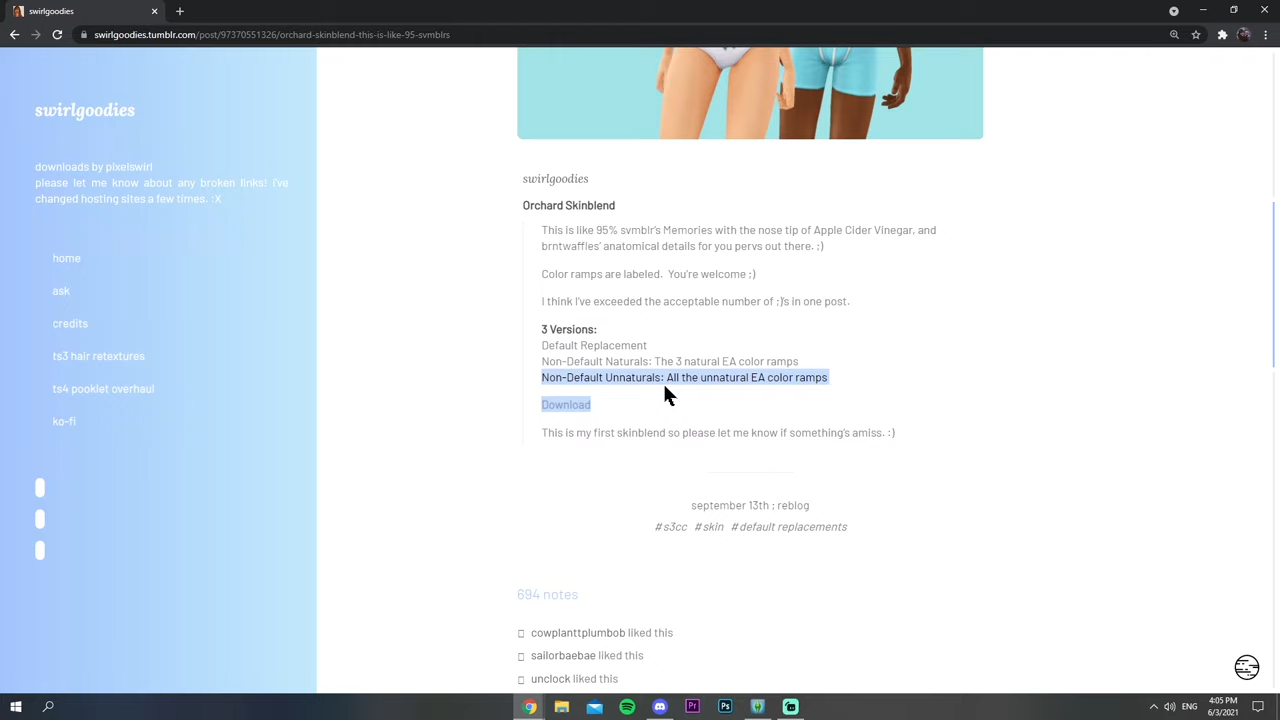 swirlgoodies
swirlgoodies.tumblr.com/post/97370551326/orchard-skinblend-this-is-like-95-svmblrs
swirlgoodies
downloads by pixelswirl
please let me know about any broken links! i've
changed hosting sites a few times. :X
home
ask
credits
ts3 hair retextures
ts4 pooklet overhaul
ko-fi
swirlgoodies
Orchard Skinblend
This is like 95% svmblr's Memories with the nose tip of Apple Cider Vinegar, and
brntwaffles' anatomical details for you pervs out there. ;)
Color ramps are labeled. You're welcome ;)
I think I've exceeded the acceptable number of ;)'s in one post.
3 Versions:
Default Replacement
Non-Default Naturals: The 3 natural EA color ramps
Non-Default Unnaturals: All the unnatural EA color ramps
Download
This is my first skinblend so please let me know if something's amiss. :)
september 13th ; reblog
#s3cc #skin #default replacements
694 notes
cowplanttplumbob liked this
sailorbaebae liked this
unclock liked this
Pr
Ps
ENG
4:05 PM
6/3/2021